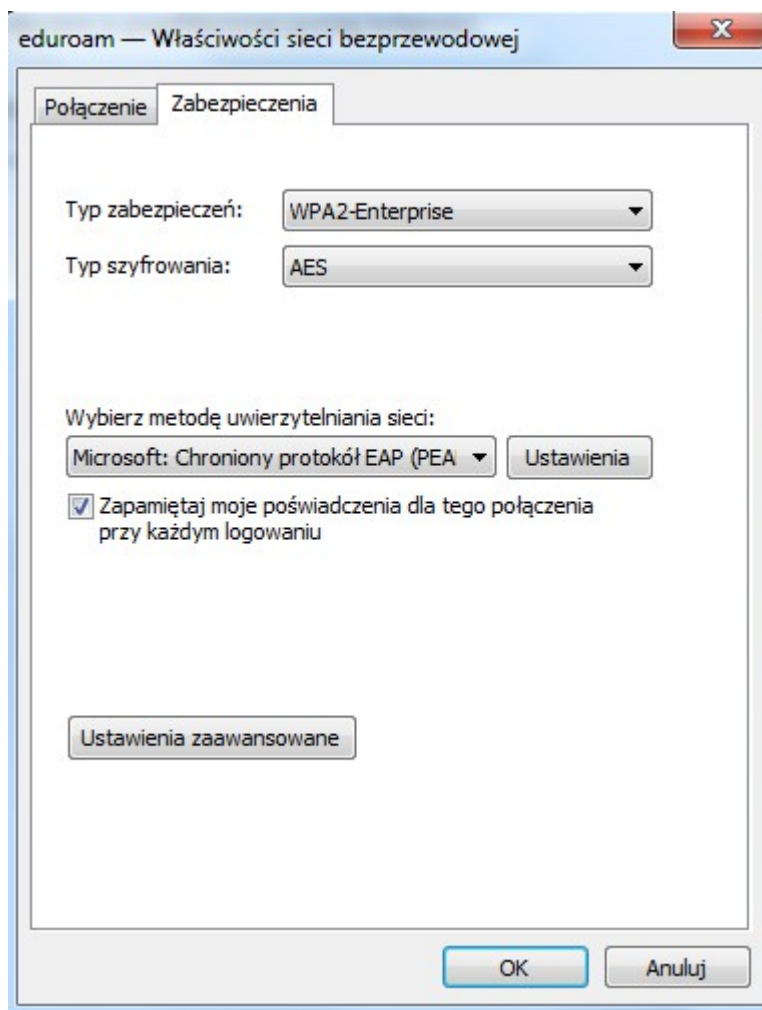 eduroam — Właściwości sieci bezprzewodowej
Połączenie
Zabezpieczenia
Typ zabezpieczeń:
WPA2-Enterprise
Typ szyfrowania:
AES
Wybierz metodę uwierzytelniania sieci:
Microsoft: Chroniony protokół EAP (PEA
Ustawienia
Zapamiętaj moje poświadczenia dla tego połączenia
przy każdym logowaniu
Ustawienia zaawansowane
OK
Anuluj